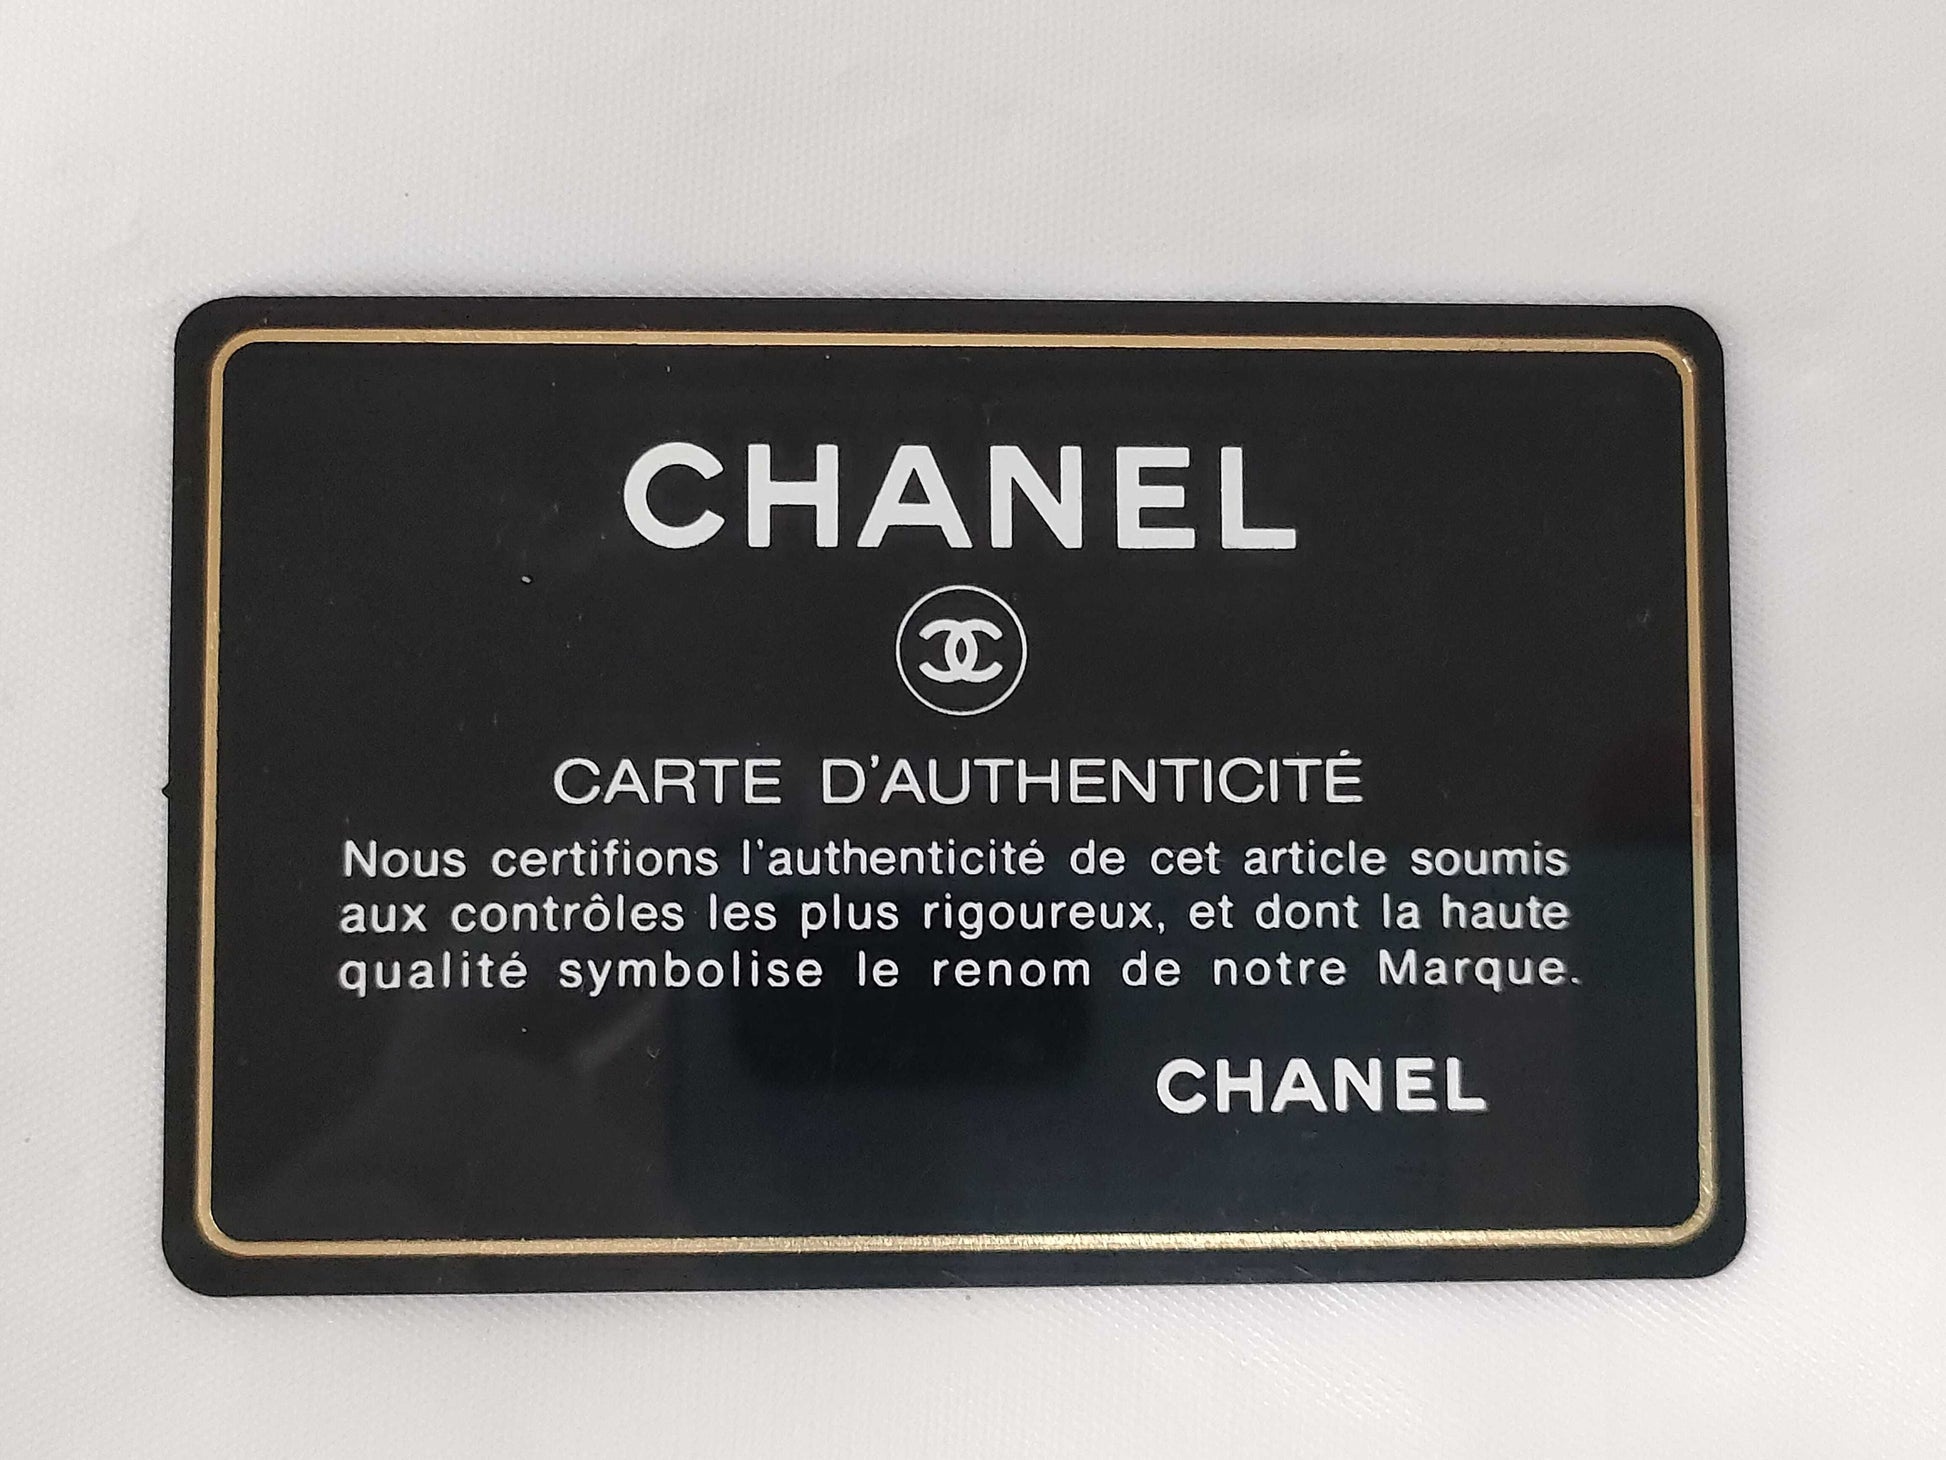 CHANEL
CARTE D'AUTHENTICITÉ
Nous certifions l'authenticité de cet article soumis
aux contrôles les plus rigoureux, et dont la haute
qualité symbolise le renom de notre Marque.
CHANEL